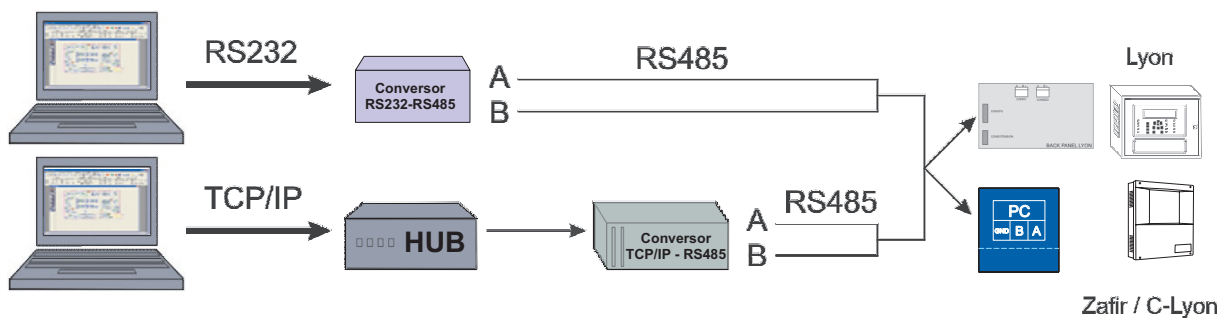 RS232
Conversor
RS232-RS485
A
B
RS485
Lyon
BACK PANEL LYON
TCP/IP
HUB
Conversor
TCP/IP - RS485
A
B
RS485
PC
GND B A
Zafir / C-Lyon